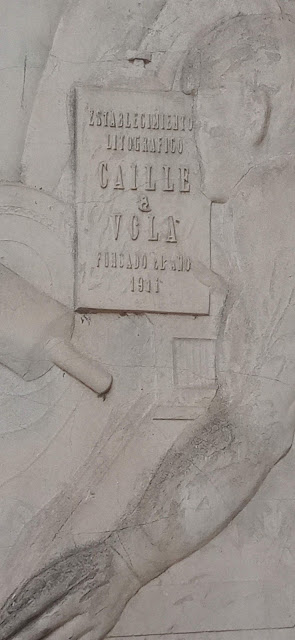 ESTABLECIMIENTO
LITOGRAFICO
CAILLE
&
VOLA
FUNDADO EL AÑO
1911